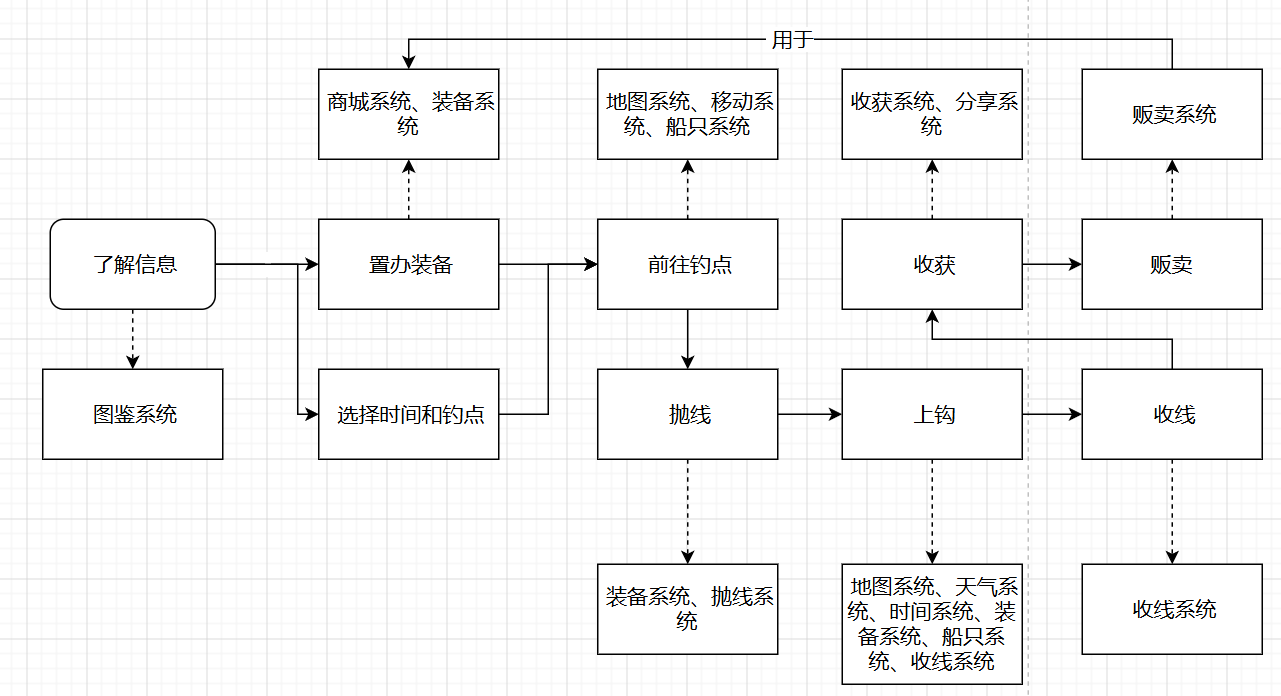 用于
商城系统、装备系
统
地图系统、移动系
统、船只系统
收获系统、分享系
统
贩卖系统
了解信息
置办装备
前往钓点
收获
贩卖
图鉴系统
选择时间和钓点
抛线
上钩
收线
装备系统、抛线系
统
地图系统、天气系
统、时间系统、装
备系统、船只系
统、收线系统
收线系统